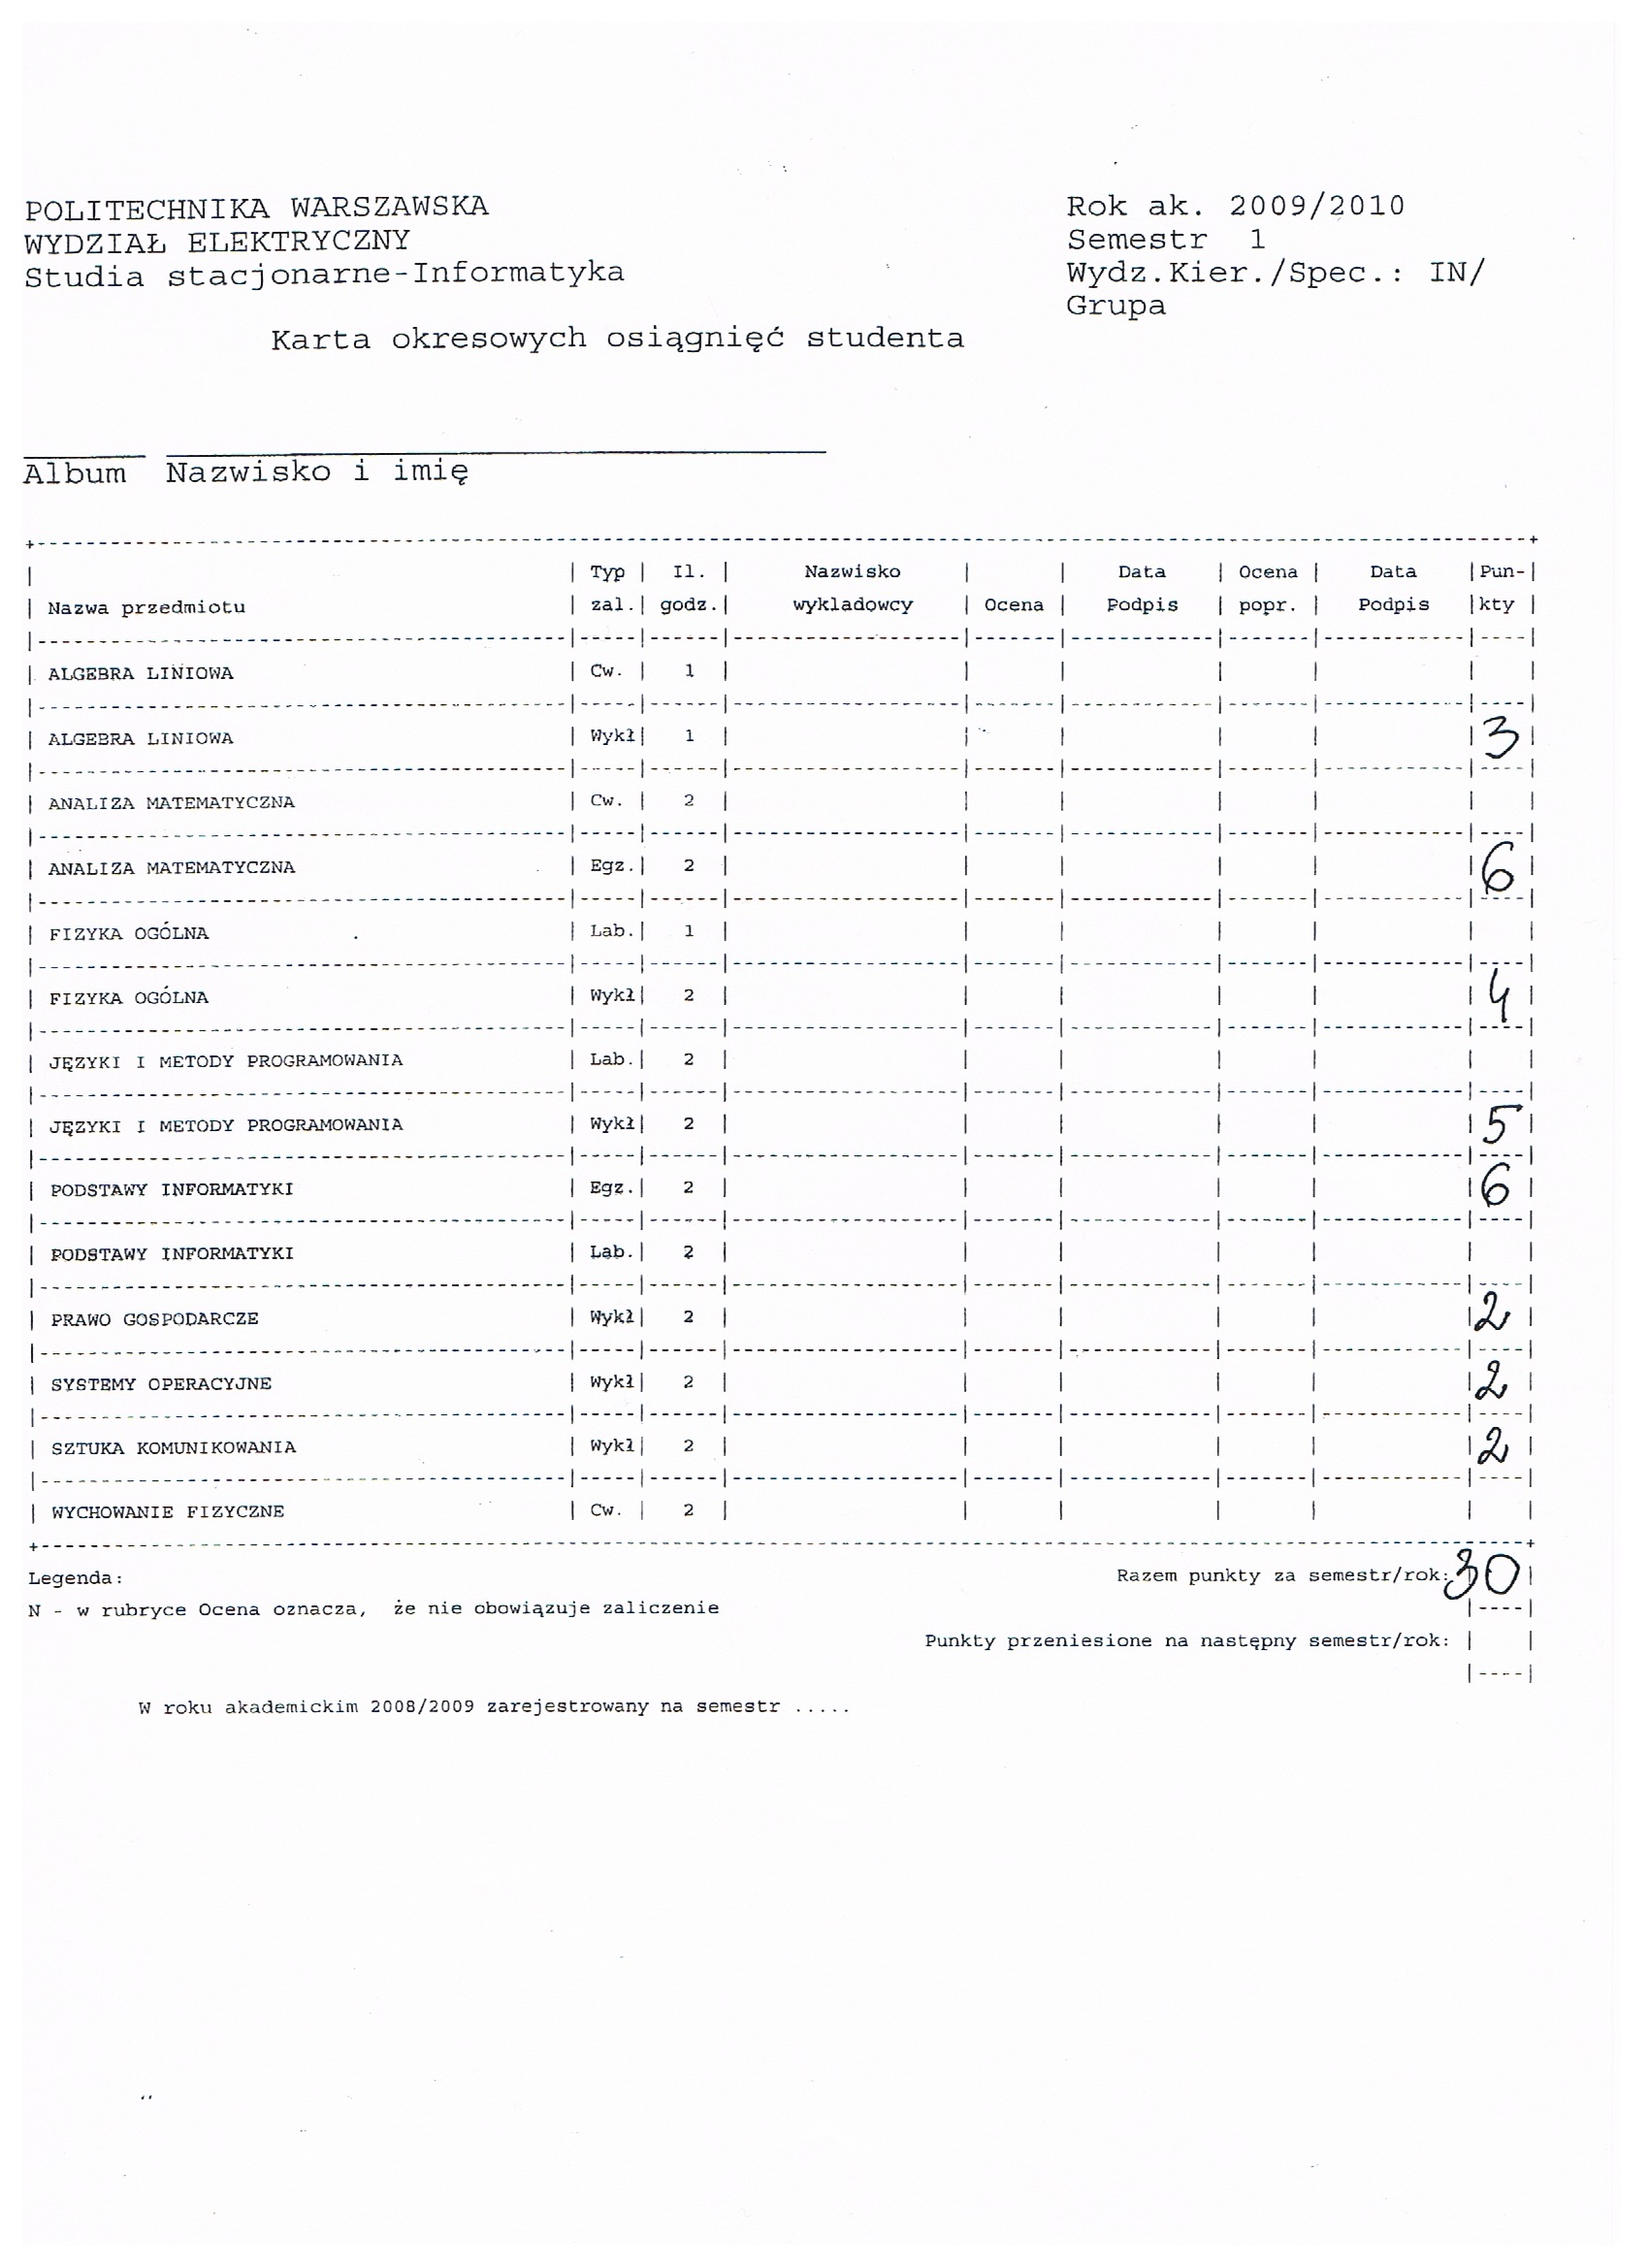 POLITECHNIKA WARSZAWSKA Rok ak. 2009/2010
WYDZIAŁ ELEKTRYCZNY Semestr 1
Studia stacjonarne-Informatyka Wydz.Kier./Spec.: IN/
Grupa
Karta okresowych osiągnięć studenta
Album Nazwisko i imię
Typ Il. Nazwisko Data Ocena Data Pun-
Nazwa przedmiotu zal. godz. wykladowcy Ocena Podpis popr. Podpis kty
ALGEBRA LINIOWA Cw. 1
ALGEBRA LINIOWA Wykł 1 3
ANALIZA MATEMATYCZNA Cw. 2
ANALIZA MATEMATYCZNA Egz. 2 6
FIZYKA OGÓLNA Lab. 1
FIZYKA OGÓLNA Wykł 2 4
JĘZYKI I METODY PROGRAMOWANIA Lab. 2
JĘZYKI I METODY PROGRAMOWANIA Wykł 2 5
PODSTAWY INFORMATYKI Egz. 2 6
PODSTAWY INFORMATYKI Lab. 2
PRAWO GOSPODARCZE Wykł 2 2
SYSTEMY OPERACYJNE Wykł 2 2
SZTUKA KOMUNIKOWANIA Wykł 2 2
WYCHOWANIE FIZYCZNE Cw. 2
Legenda: Razem punkty za semestr/rok: 30
N - w rubryce Ocena oznacza, że nie obowiązuje zaliczenie
Punkty przeniesione na następny semestr/rok:
W roku akademickim 2008/2009 zarejestrowany na semestr .....